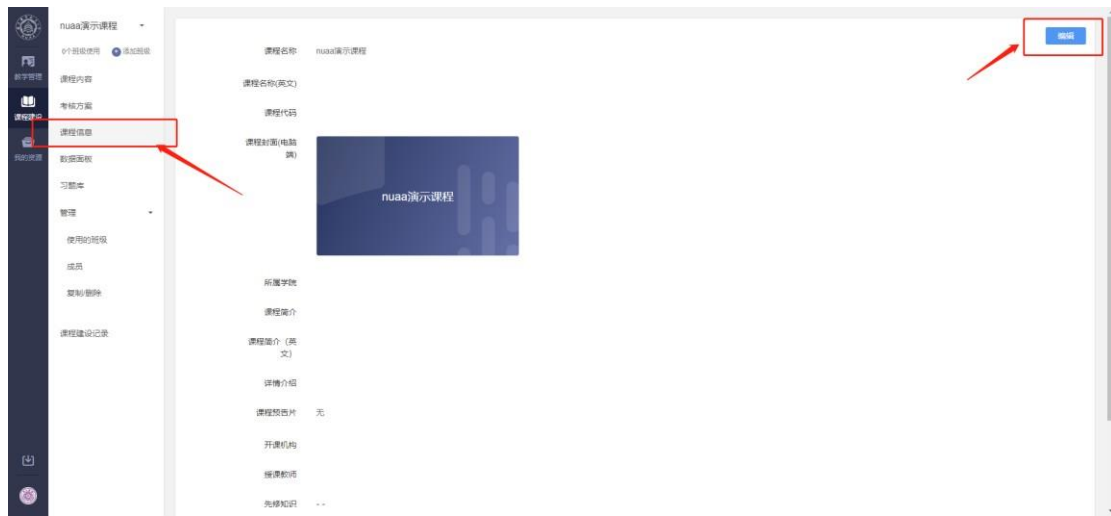 nuaa演示课程
0个班级使用 添加班级
教学管理
课程建设
我的资源
课程内容
考核方案
课程信息
数据面板
习题库
管理
使用的班级
成员
复制/删除
课程建设记录
编辑
课程名称 nuaa演示课程
课程名称(英文)
课程代码
课程封面(电脑
端)
nuaa演示课程
所属学院
课程简介
课程简介（英
文）
详情介绍
课程预告片 无
开课机构
授课教师
先修知识 - -